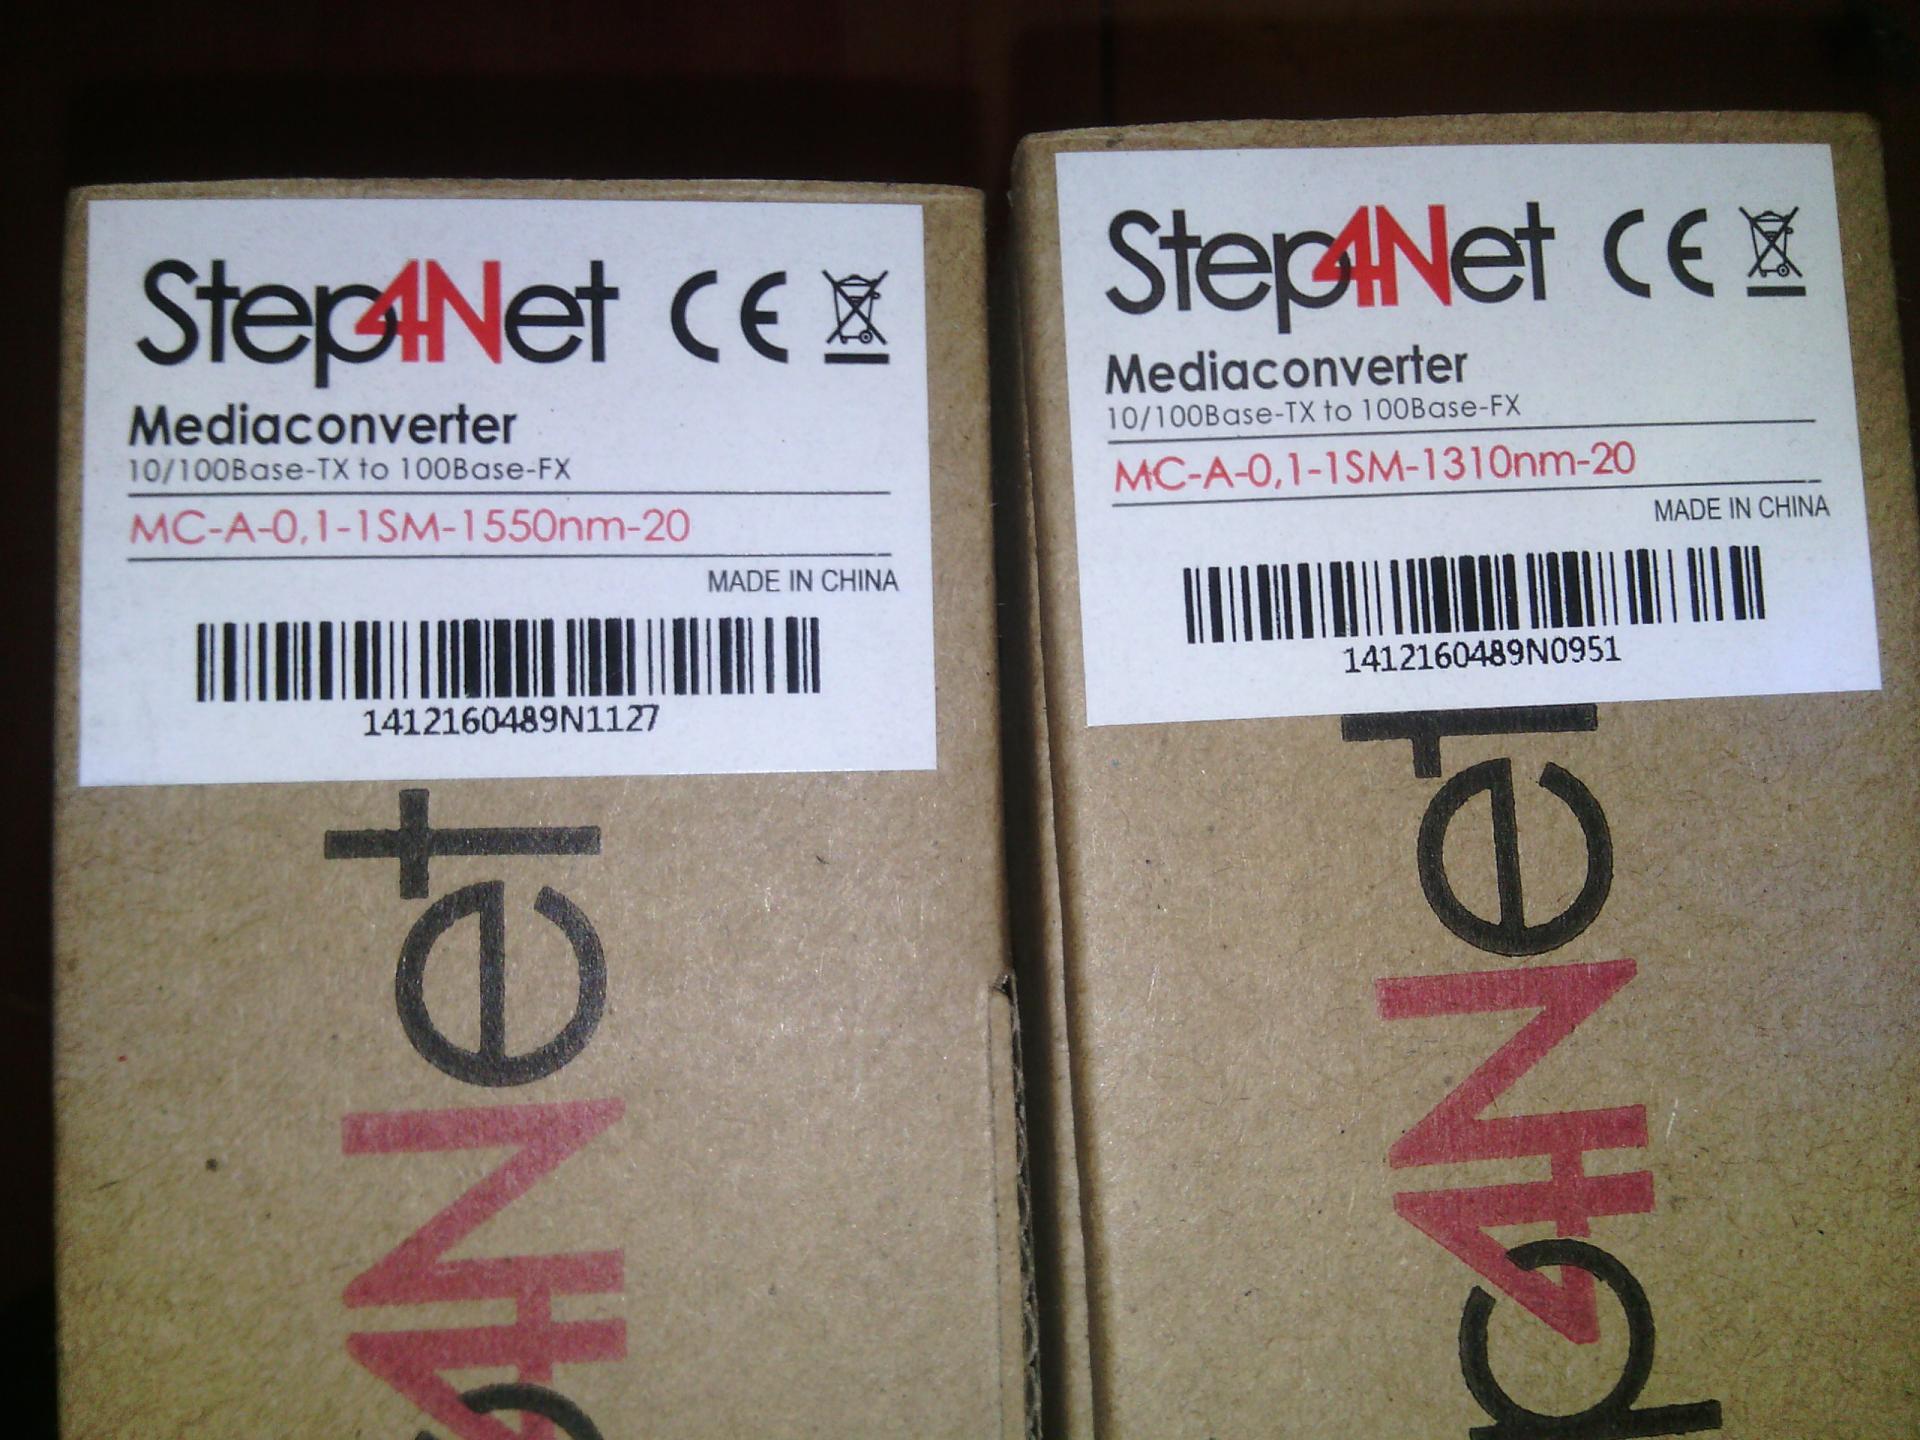 Step4Net CE
Mediaconverter
10/100Base-TX to 100Base-FX
MC-A-0,1-1SM-1550nm-20
MADE IN CHINA
1412160489N1127
Step4Net CE
Mediaconverter
10/100Base-TX to 100Base-FX
MC-A-0,1-1SM-1310nm-20
MADE IN CHINA
1412160489N0951
p4Net
p4Net